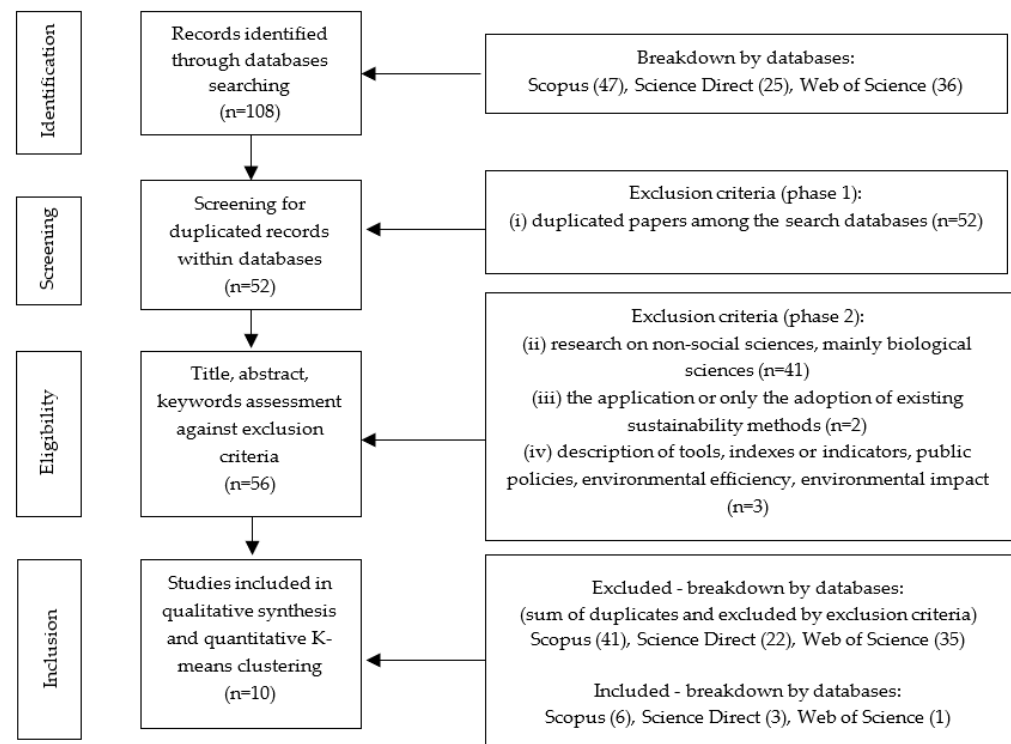 Identification
Records identified
through databases
searching
(n=108)
Breakdown by databases:
Scopus (47), Science Direct (25), Web of Science (36)
Screening
Screening for
duplicated records
within databases
(n=52)
Exclusion criteria (phase 1):
(i) duplicated papers among the search databases (n=52)
Eligibility
Title, abstract,
keywords assessment
against exclusion
criteria
(n=56)
Exclusion criteria (phase 2):
(ii) research on non-social sciences, mainly biological
sciences (n=41)
(iii) the application or only the adoption of existing
sustainability methods (n=2)
(iv) description of tools, indexes or indicators, public
policies, environmental efficiency, environmental impact
(n=3)
Inclusion
Studies included in
qualitative synthesis
and quantitative K-
means clustering
(n=10)
Excluded - breakdown by databases:
(sum of duplicates and excluded by exclusion criteria)
Scopus (41), Science Direct (22), Web of Science (35)
Included - breakdown by databases:
Scopus (6), Science Direct (3), Web of Science (1)